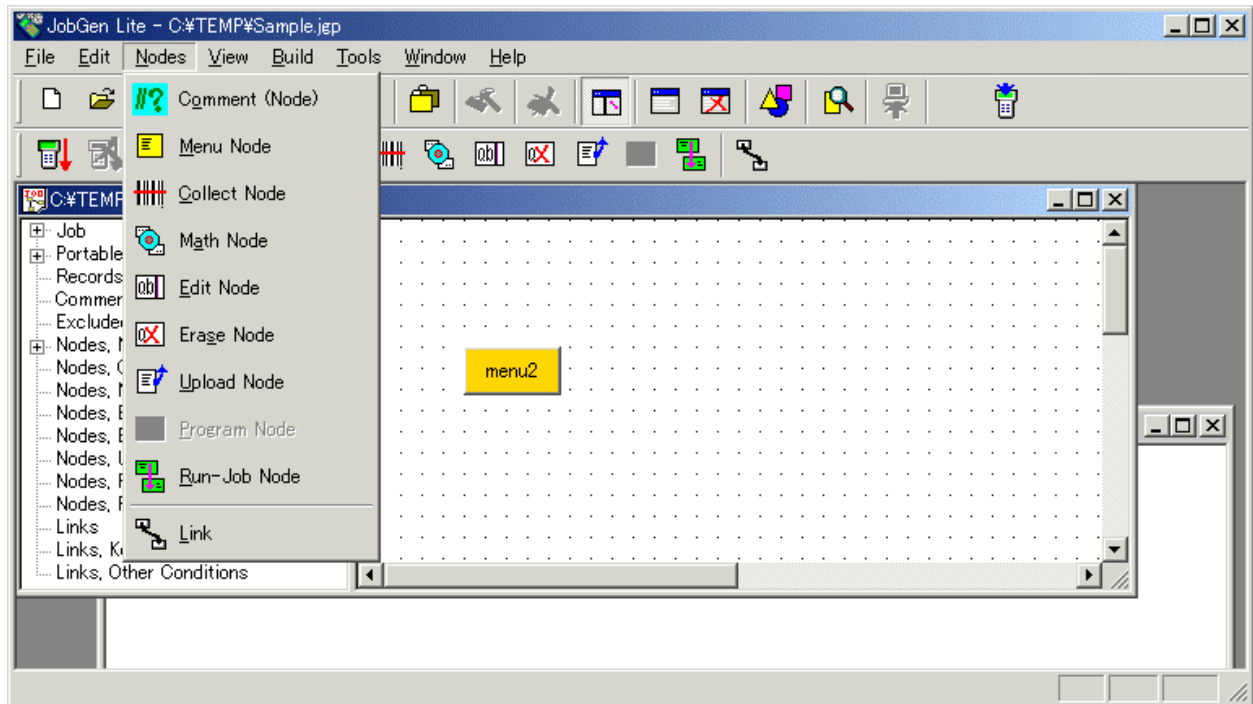 JobGen Lite - C:¥TEMP¥Sample.jgp
File Edit Nodes View Build Tools Window Help
Comment (Node)
Menu Node
Collect Node
Math Node
Edit Node
Erase Node
Upload Node
Program Node
Run-Job Node
Link
C:¥TEMP
Job
Portable
Records
Nodes,
Nodes,
Nodes,
Nodes,
Nodes,
Nodes,
Nodes,
Nodes,
Links
Links,
Links, Other Conditions
menu2